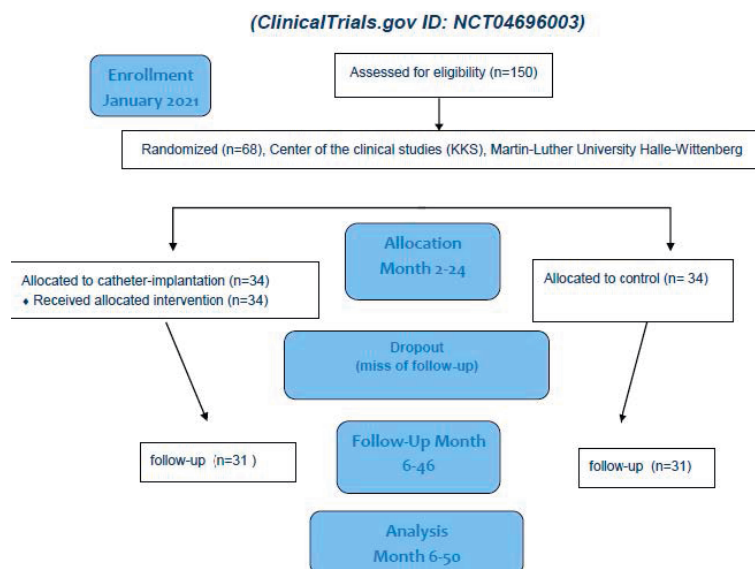 (ClinicalTrials.gov ID: NCT04696003)
Enrollment
January 2021
Assessed for eligibility (n=150)
Randomized (n=68), Center of the clinical studies (KKS), Martin-Luther University Halle-Wittenberg
Allocation
Month 2-24
Allocated to catheter-implantation (n=34)
♦ Received allocated intervention (n=34)
Allocated to control (n= 34)
Dropout
(miss of follow-up)
Follow-Up Month
6-46
follow-up (n=31 )
follow-up (n=31)
Analysis
Month 6-50